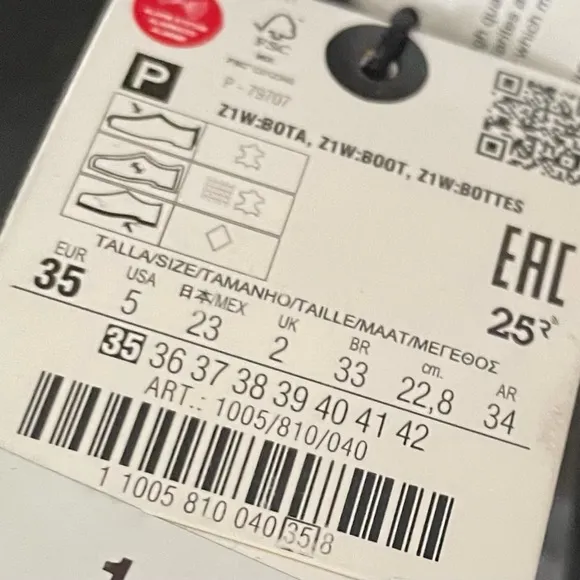 FSC
P - 79707
P
Z1W:BOTA, Z1W:BOOT, Z1W:BOTTES
EAC
TALLA/SIZE/TAMANHO/TAILLE/MAAT/ΜΕΓΕΘΟΣ
EUR USA 日本/MEX UK BR cm. AR
35 5 23 2 33 22,8 34
25
35 36 37 38 39 40 41 42
ART.: 1005/810/040
1 1005 810 040 35 8